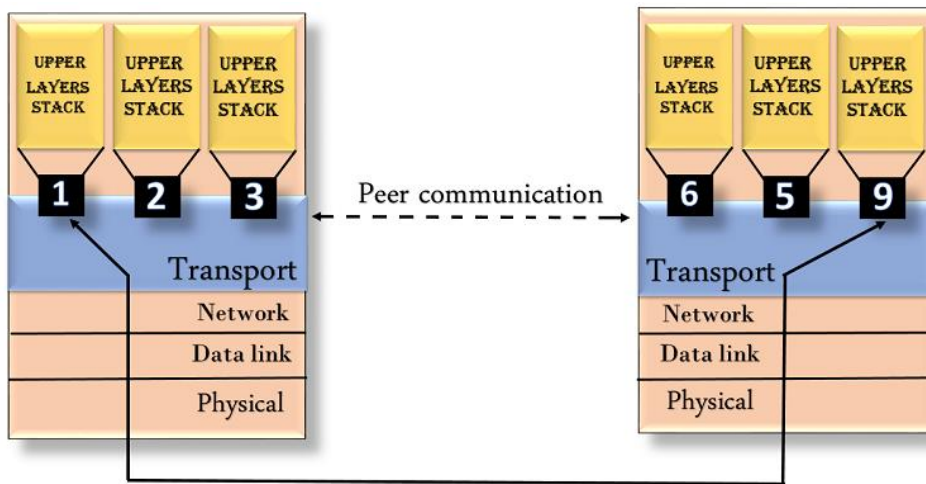 UPPER
LAYERS
STACK
UPPER
LAYERS
STACK
UPPER
LAYERS
STACK
1
2
3
Transport
Network
Data link
Physical
Peer communication
UPPER
LAYERS
STACK
UPPER
LAYERS
STACK
UPPER
LAYERS
STACK
6
5
9
Transport
Network
Data link
Physical